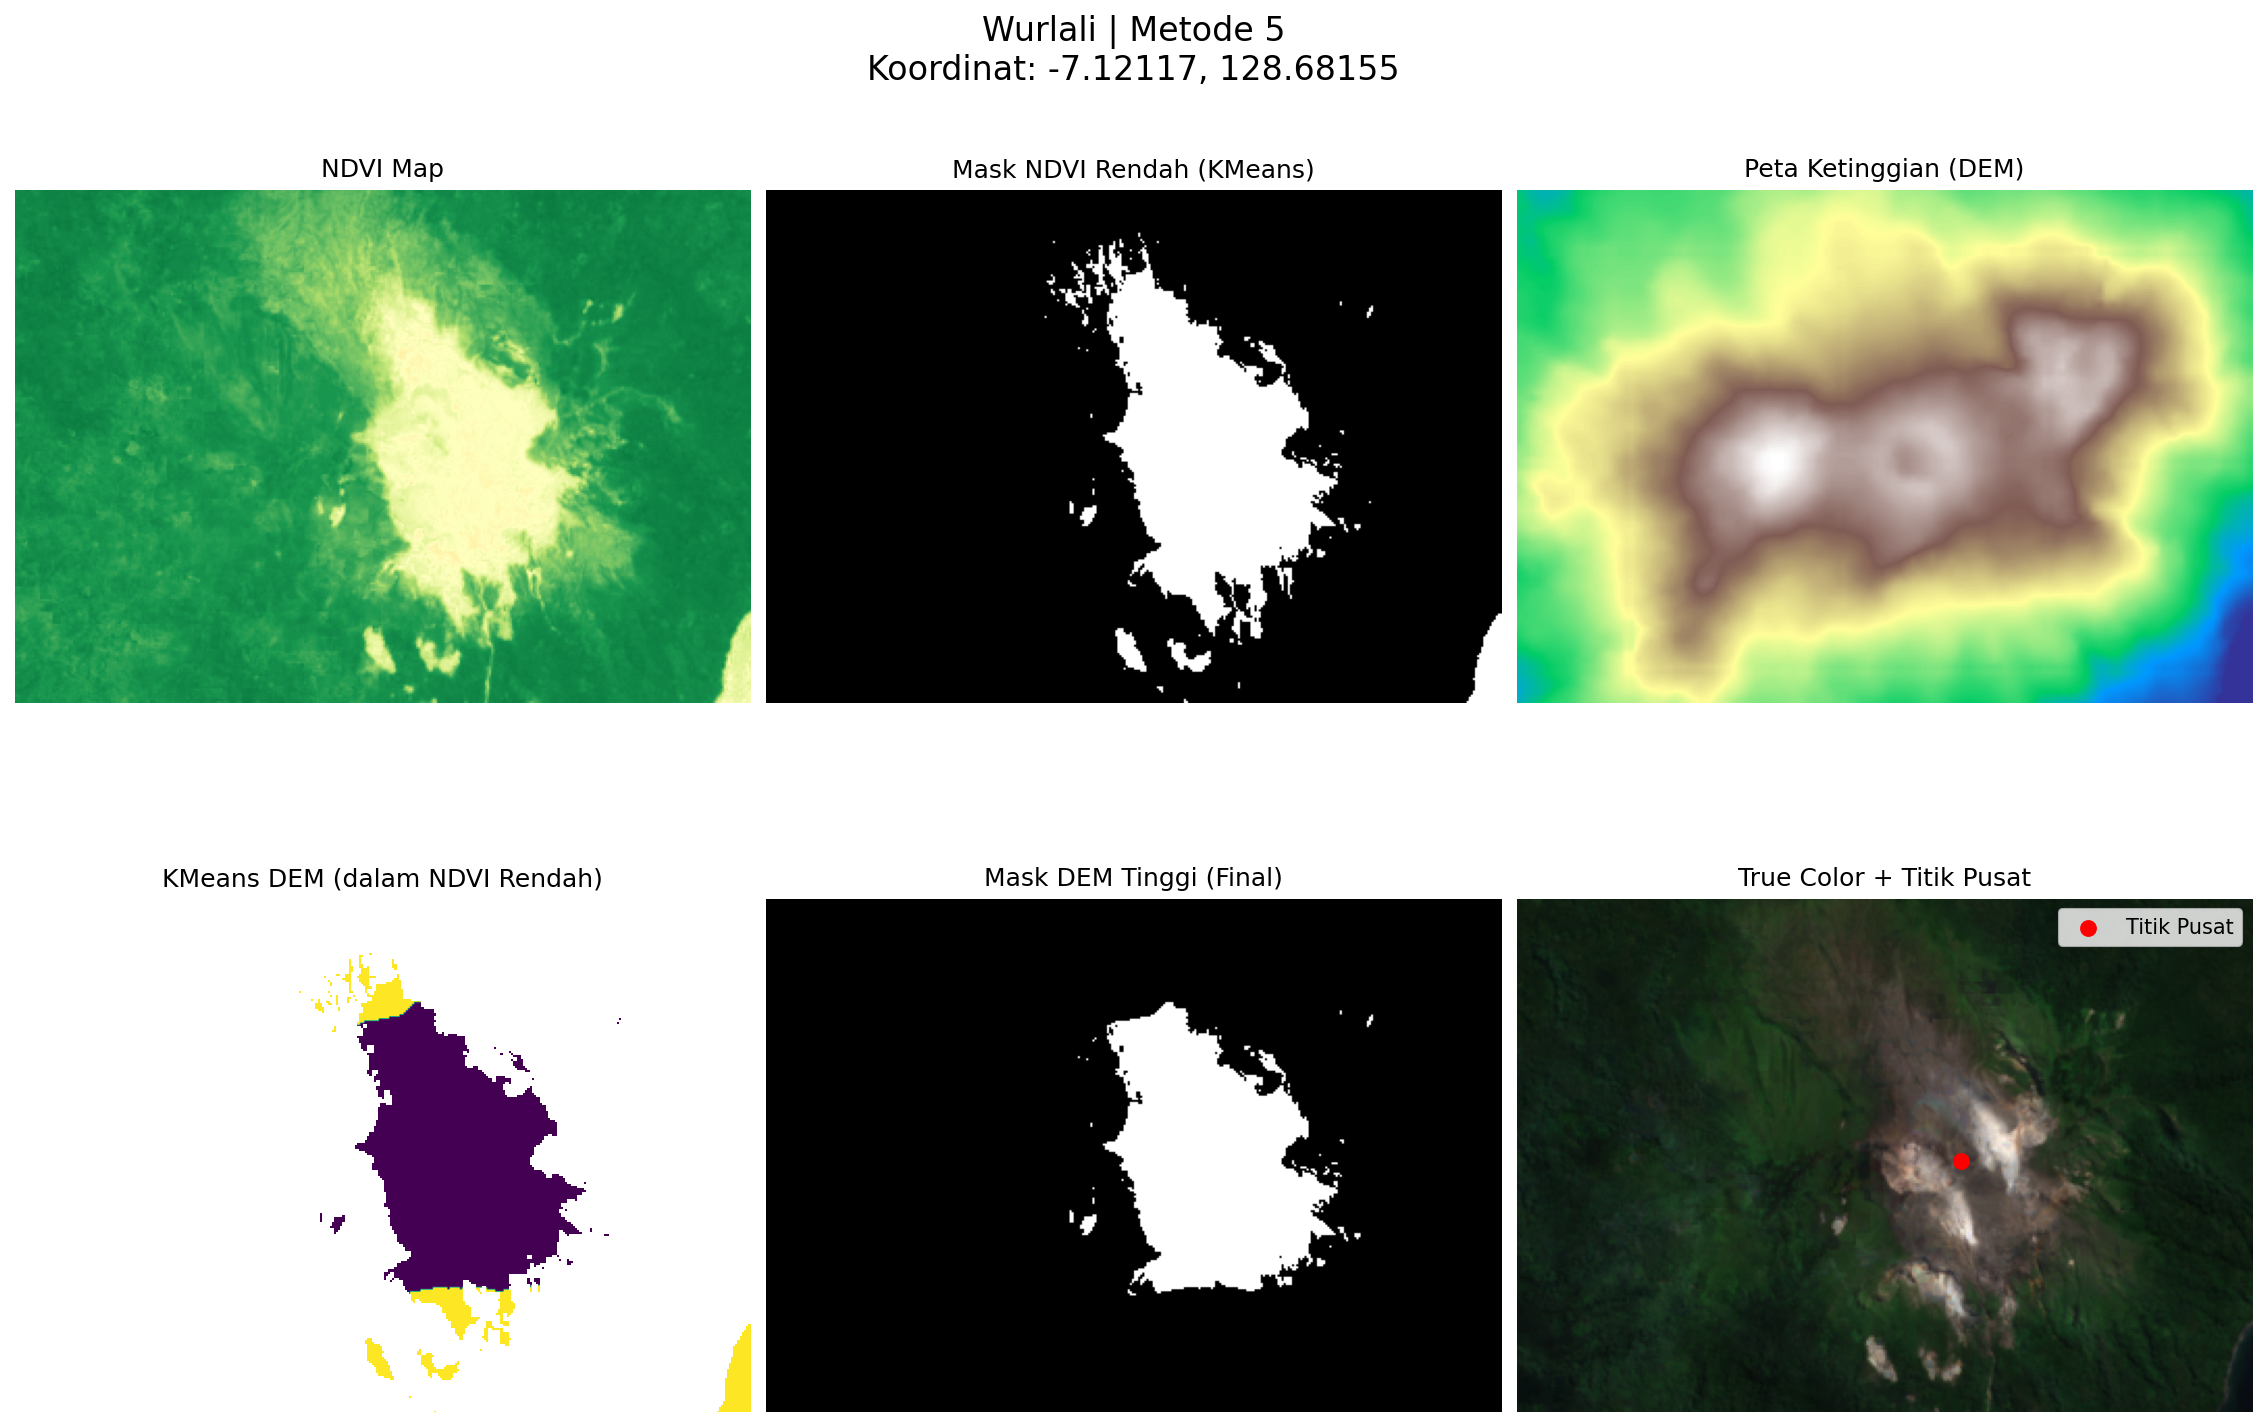 Wurlali | Metode 5
Koordinat: -7.12117, 128.68155
NDVI Map
Mask NDVI Rendah (KMeans)
Peta Ketinggian (DEM)
KMeans DEM (dalam NDVI Rendah)
Mask DEM Tinggi (Final)
True Color + Titik Pusat
Titik Pusat